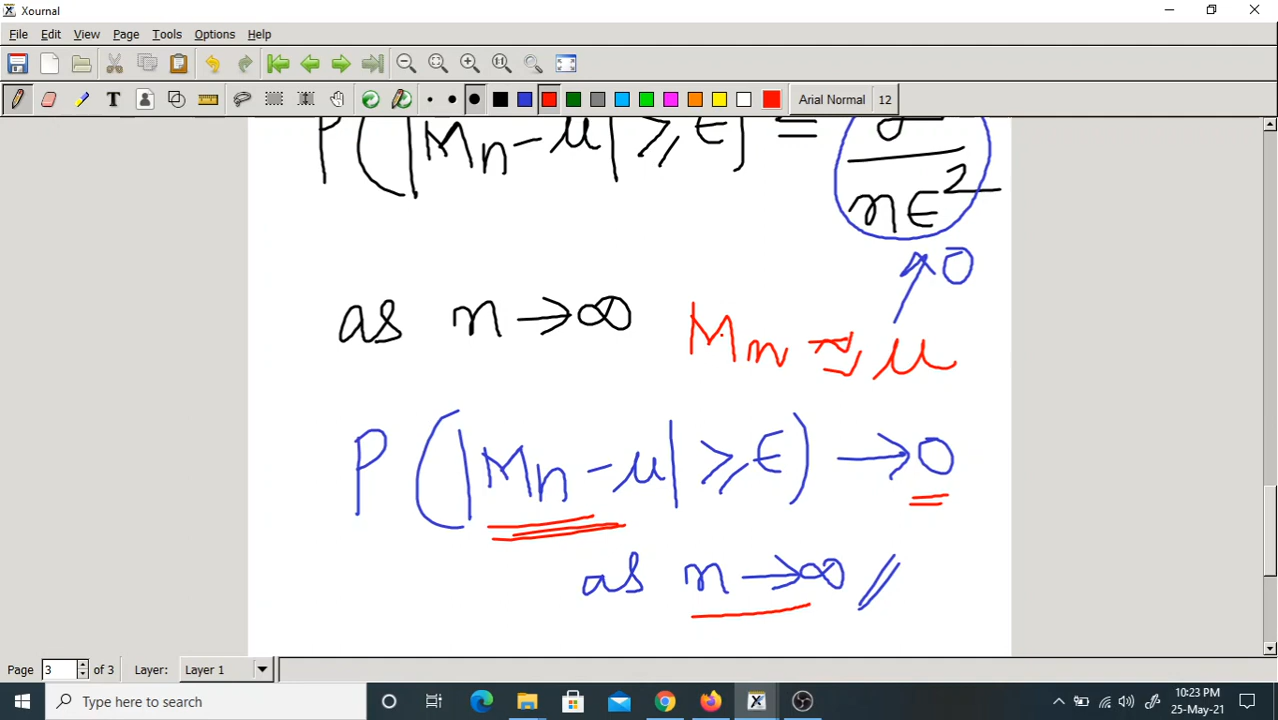 Xournal
File Edit View Page Tools Options Help
T Arial Normal 12
P(|Mn-μ| ⩾ ϵ) = 
nϵ²
0
as n→∞ Mn ≈ μ
P(|Mn-μ| ⩾ ϵ) → 0
as n→∞ //
Page 3 of 3 Layer: Layer 1
Type here to search
10:23 PM
25-May-21